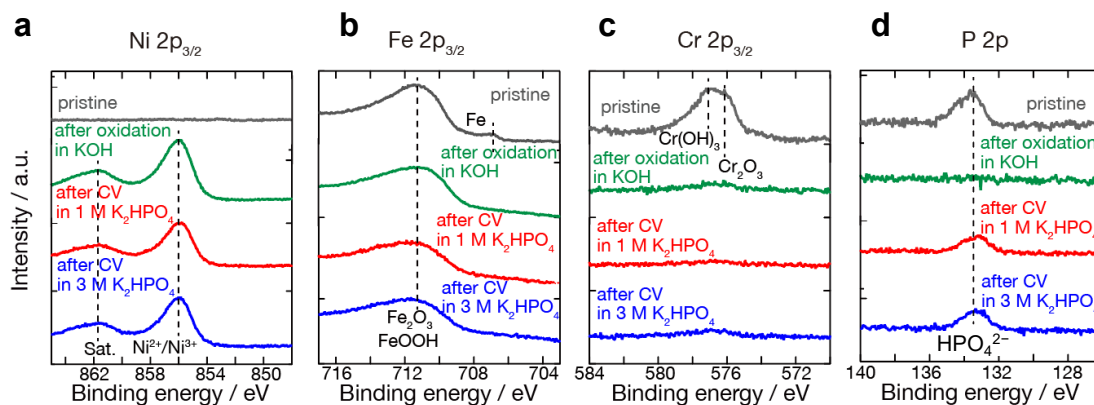 a
Ni 2p3/2
b
Fe 2p3/2
c
Cr 2p3/2
d
P 2p
Intensity / a.u.
pristine
after oxidation
in KOH
after CV
in 1 M K2HPO4
after CV
in 3 M K2HPO4
Sat.
Ni2+/Ni3+
862
858
854
850
Binding energy / eV
pristine
Fe
after oxidation
in KOH
after CV
in 1 M K2HPO4
after CV
in 3 M K2HPO4
Fe2O3
FeOOH
716
712
708
704
Binding energy / eV
pristine
Cr(OH)3
Cr2O3
after oxidation
in KOH
after CV
in 1 M K2HPO4
after CV
in 3 M K2HPO4
584
580
576
572
Binding energy / eV
pristine
after oxidation
in KOH
after CV
in 1 M K2HPO4
after CV
in 3 M K2HPO4
HPO42−
140
136
132
128
Binding energy / eV